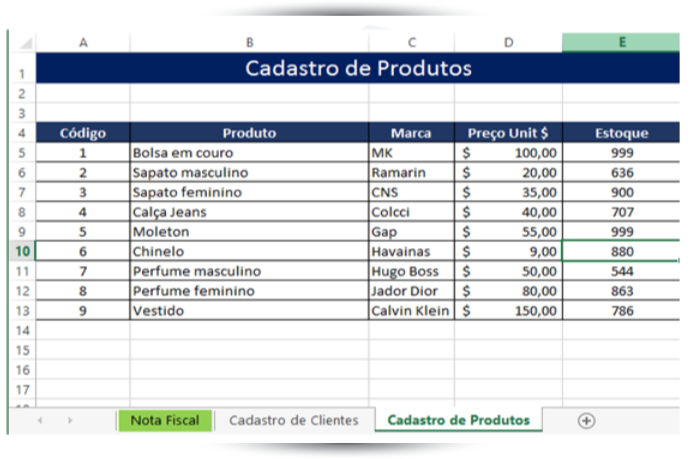 A B C D E
1 Cadastro de Produtos
2
3
4 Código Produto Marca Preço Unit $ Estoque
5 1 Bolsa em couro MK $ 100,00 999
6 2 Sapato masculino Ramarin $ 20,00 636
7 3 Sapato feminino CNS $ 35,00 900
8 4 Calça Jeans Colcci $ 40,00 707
9 5 Moleton Gap $ 55,00 999
10 6 Chinelo Havainas $ 9,00 880
11 7 Perfume masculino Hugo Boss $ 50,00 544
12 8 Perfume feminino Jador Dior $ 80,00 863
13 9 Vestido Calvin Klein $ 150,00 786
14
15
16
17
Nota Fiscal Cadastro de Clientes Cadastro de Produtos